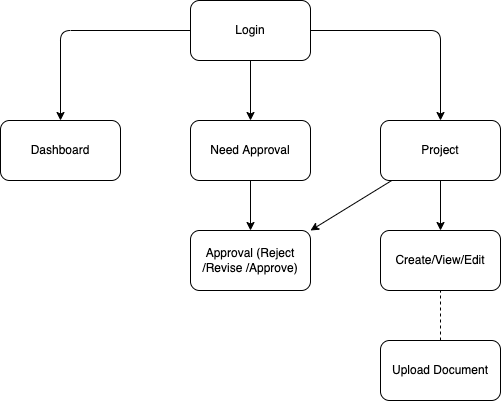 Login
Dashboard
Need Approval
Project
Approval (Reject
/Revise /Approve)
Create/View/Edit
Upload Document